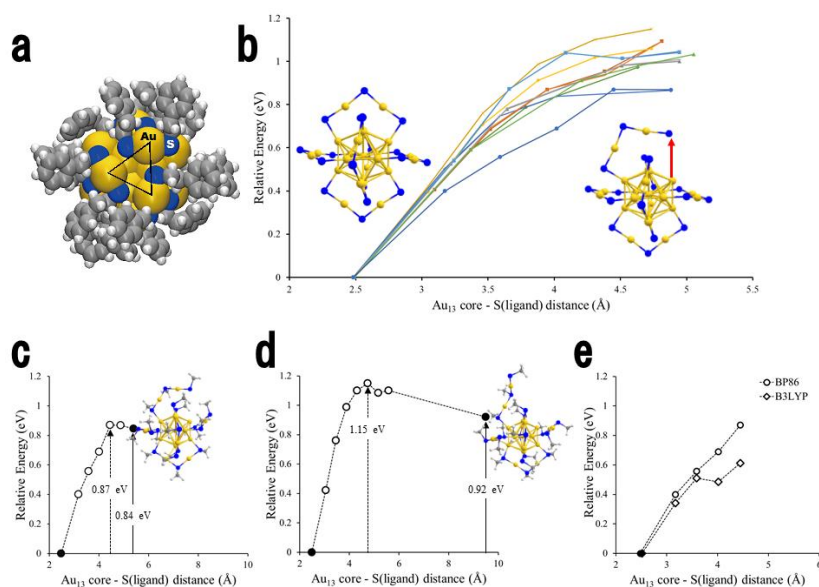 a
Au
S
b
Relative Energy (eV)
1.2
1
0.8
0.6
0.4
0.2
0
2
2.5
3
3.5
4
4.5
5
5.5
Au₁₃ core - S(ligand) distance (Å)
c
Relative Energy (eV)
1.2
1
0.8
0.6
0.4
0.2
0
0.87 eV
0.84 eV
2
4
6
8
10
Au₁₃ core - S(ligand) distance (Å)
d
Relative Energy (eV)
1.2
1
0.8
0.6
0.4
0.2
0
1.15 eV
0.92 eV
2
4
6
8
10
Au₁₃ core - S(ligand) distance (Å)
e
BP86
B3LYP
Relative Energy (eV)
1.2
1
0.8
0.6
0.4
0.2
0
2
3
4
5
6
Au₁₃ core - S(ligand) distance (Å)